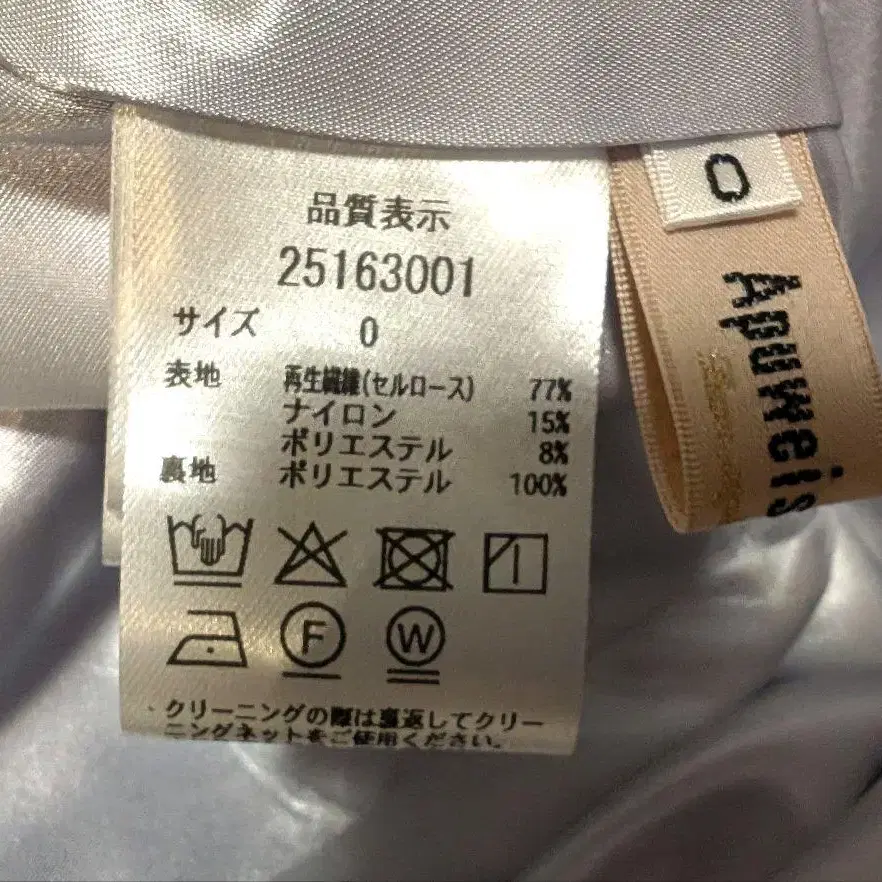 品質表示
25163001
サイズ 0
表地 再生繊維(セルロース) 77%
ナイロン 15%
ポリエステル 8%
裏地 ポリエステル 100%
F W
クリーニングの際は裏返してクリー
ニングネットをご使用ください。
0
Apuweis